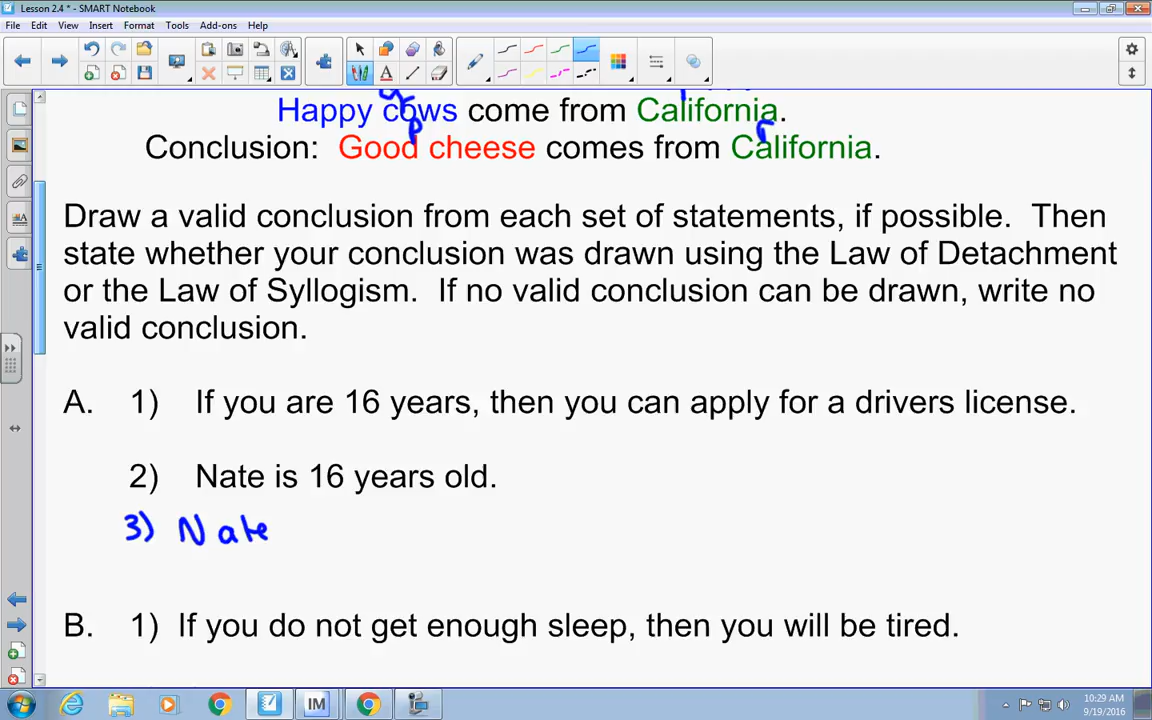 Lesson 2.4 * - SMART Notebook
File Edit View Insert Format Tools Add-ons Help
Happy cows come from California.
p r
Conclusion: Good cheese comes from California.
Draw a valid conclusion from each set of statements, if possible. Then
state whether your conclusion was drawn using the Law of Detachment
or the Law of Syllogism. If no valid conclusion can be drawn, write no
valid conclusion.
A. 1) If you are 16 years, then you can apply for a drivers license.
2) Nate is 16 years old.
3) Nate
B. 1) If you do not get enough sleep, then you will be tired.
IM
10:29 AM
9/19/2016